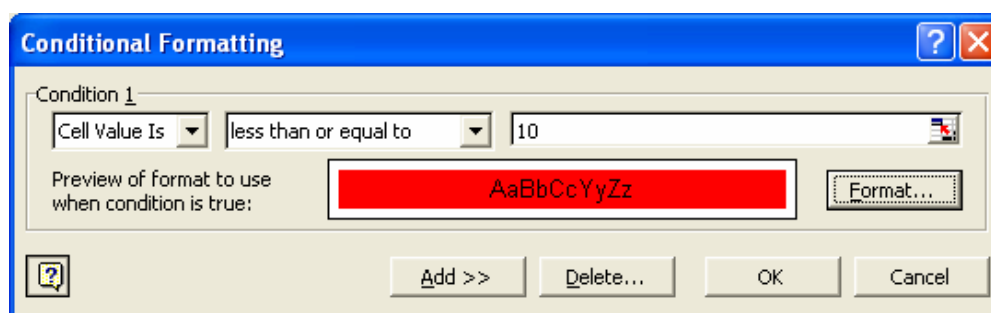 Conditional Formatting
Condition 1
Cell Value Is less than or equal to 10
Preview of format to use
when condition is true:
AaBbCcYyZz
Format...
Add >> Delete... OK Cancel